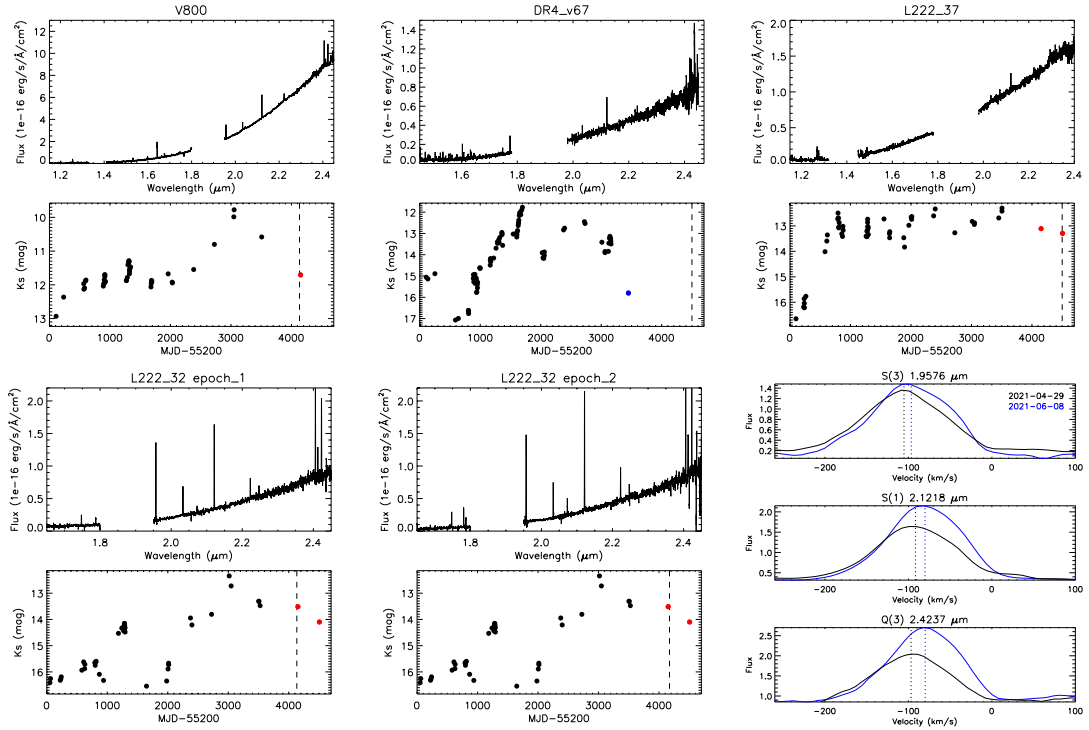 V800
Flux (1e-16 erg/s/Å/cm²)
10
8
6
4
2
0
1.2 1.4 1.6 1.8 2.0 2.2 2.4
Wavelength (μm)
Ks (mag)
10
11
12
13
0 1000 2000 3000 4000
MJD-55200
DR4_v67
Flux (1e-16 erg/s/Å/cm²)
1.4
1.2
1.0
0.8
0.6
0.4
0.2
0.0
1.6 1.8 2.0 2.2 2.4
Wavelength (μm)
Ks (mag)
12
13
14
15
16
17
0 1000 2000 3000 4000
MJD-55200
L222_37
Flux (1e-16 erg/s/Å/cm²)
2.0
1.5
1.0
0.5
0.0
1.2 1.4 1.6 1.8 2.0 2.2 2.4
Wavelength (μm)
Ks (mag)
13
14
15
16
0 1000 2000 3000 4000
MJD-55200
L222_32 epoch_1
Flux (1e-16 erg/s/Å/cm²)
2.0
1.5
1.0
0.5
0.0
1.8 2.0 2.2 2.4
Wavelength (μm)
Ks (mag)
13
14
15
16
0 1000 2000 3000 4000
MJD-55200
L222_32 epoch_2
Flux (1e-16 erg/s/Å/cm²)
2.0
1.5
1.0
0.5
0.0
1.8 2.0 2.2 2.4
Wavelength (μm)
Ks (mag)
13
14
15
16
0 1000 2000 3000 4000
MJD-55200
S(3) 1.9576 μm
2021-04-29
2021-06-08
Flux
1.4
1.2
1.0
0.8
0.6
0.4
0.2
-200 -100 0 100
Velocity (km/s)
S(1) 2.1218 μm
Flux
2.0
1.5
1.0
0.5
-200 -100 0 100
Velocity (km/s)
Q(3) 2.4237 μm
Flux
2.5
2.0
1.5
1.0
-200 -100 0 100
Velocity (km/s)